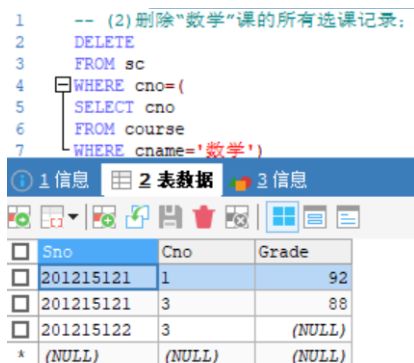 1 -- (2)删除“数学”课的所有选课记录;
2 DELETE
3 FROM sc
4 WHERE cno=(
5 SELECT cno
6 FROM course
7 WHERE cname='数学')
1 信息 2 表数据 3 信息
Sno Cno Grade
201215121 1 92
201215121 3 88
201215122 3 (NULL)
* (NULL) (NULL) (NULL)